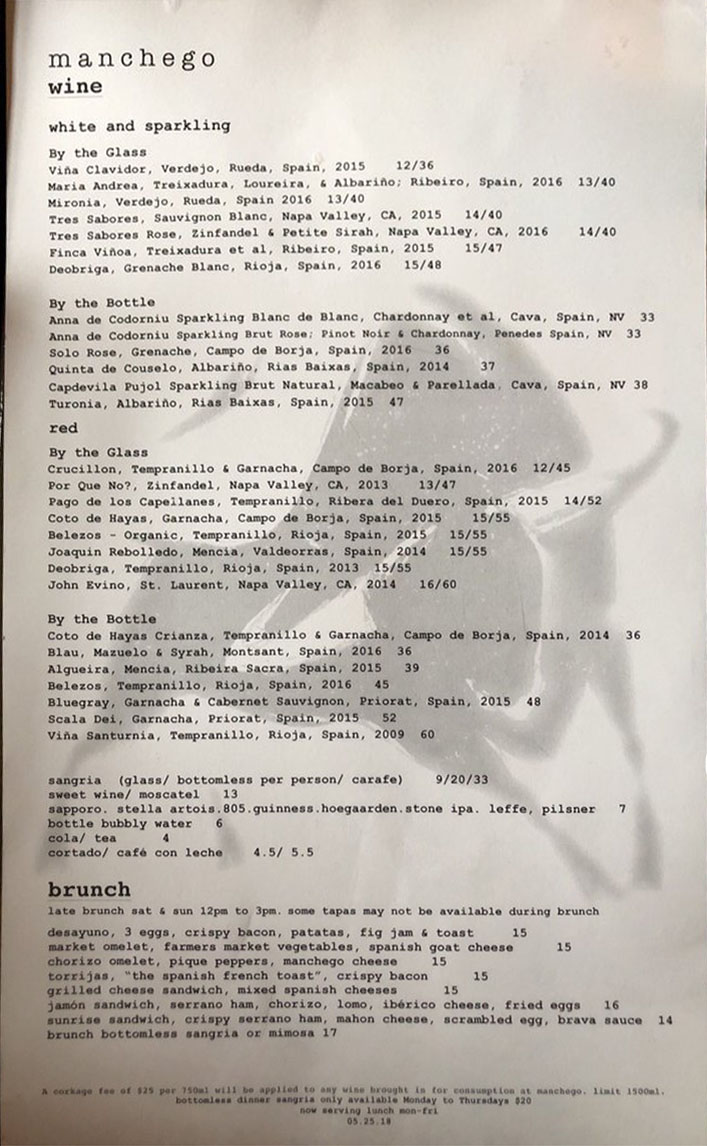 manchego
wine
white and sparkling
By the Glass
Viña Clavidor, Verdejo, Rueda, Spain, 2015 12/36
Maria Andrea, Treixadura, Loureira, & Albariño; Ribeiro, Spain, 2016 13/40
Mironia, Verdejo, Rueda, Spain 2016 13/40
Tres Sabores, Sauvignon Blanc, Napa Valley, CA, 2015 14/40
Tres Sabores Rose, Zinfandel & Petite Sirah, Napa Valley, CA, 2016 14/40
Finca Viñoa, Treixadura et al, Ribeiro, Spain, 2015 15/47
Deobriga, Grenache Blanc, Rioja, Spain, 2016 15/48
By the Bottle
Anna de Codorniu Sparkling Blanc de Blanc, Chardonnay et al, Cava, Spain, NV 33
Anna de Codorniu Sparkling Brut Rose; Pinot Noir & Chardonnay, Penedes Spain, NV 33
Solo Rose, Grenache, Campo de Borja, Spain, 2016 36
Quinta de Couselo, Albariño, Rias Baixas, Spain, 2014 37
Capdevila Pujol Sparkling Brut Natural, Macabeo & Parellada, Cava, Spain, NV 38
Turonia, Albariño, Rias Baixas, Spain, 2015 47
red
By the Glass
Crucillon, Tempranillo & Garnacha, Campo de Borja, Spain, 2016 12/45
Por Que No?, Zinfandel, Napa Valley, CA, 2013 13/47
Pago de los Capellanes, Tempranillo, Ribera del Duero, Spain, 2015 14/52
Coto de Hayas, Garnacha, Campo de Borja, Spain, 2015 15/55
Belezos - Organic, Tempranillo, Rioja, Spain, 2015 15/55
Joaquin Rebolledo, Mencia, Valdeorras, Spain, 2014 15/55
Deobriga, Tempranillo, Rioja, Spain, 2013 15/55
John Evino, St. Laurent, Napa Valley, CA, 2014 16/60
By the Bottle
Coto de Hayas Crianza, Tempranillo & Garnacha, Campo de Borja, Spain, 2014 36
Blau, Mazuelo & Syrah, Montsant, Spain, 2016 36
Algueira, Mencia, Ribeira Sacra, Spain, 2015 39
Belezos, Tempranillo, Rioja, Spain, 2016 45
Bluegray, Garnacha & Cabernet Sauvignon, Priorat, Spain, 2015 48
Scala Dei, Garnacha, Priorat, Spain, 2015 52
Viña Santurnia, Tempranillo, Rioja, Spain, 2009 60
sangria (glass/ bottomless per person/ carafe) 9/20/33
sweet wine/ moscatel 13
sapporo. stella artois.805.guinness.hoegaarden.stone ipa. leffe, pilsner 7
bottle bubbly water 6
cola/ tea 4
cortado/ café con leche 4.5/ 5.5
brunch
late brunch sat & sun 12pm to 3pm. some tapas may not be available during brunch
desayuno, 3 eggs, crispy bacon, patatas, fig jam & toast 15
market omelet, farmers market vegetables, spanish goat cheese 15
chorizo omelet, pique peppers, manchego cheese 15
torrijas, "the spanish french toast", crispy bacon 15
grilled cheese sandwich, mixed spanish cheeses 15
jamón sandwich, serrano ham, chorizo, lomo, ibérico cheese, fried eggs 16
sunrise sandwich, crispy serrano ham, mahon cheese, scrambled egg, brava sauce 14
brunch bottomless sangria or mimosa 17
A corkage fee of $25 per 750ml will be applied to any wine brought in for consumption at manchego. limit 1500ml.
bottomless dinner sangria only available Monday to Thursdays $20
now serving lunch mon-fri
05.25.18